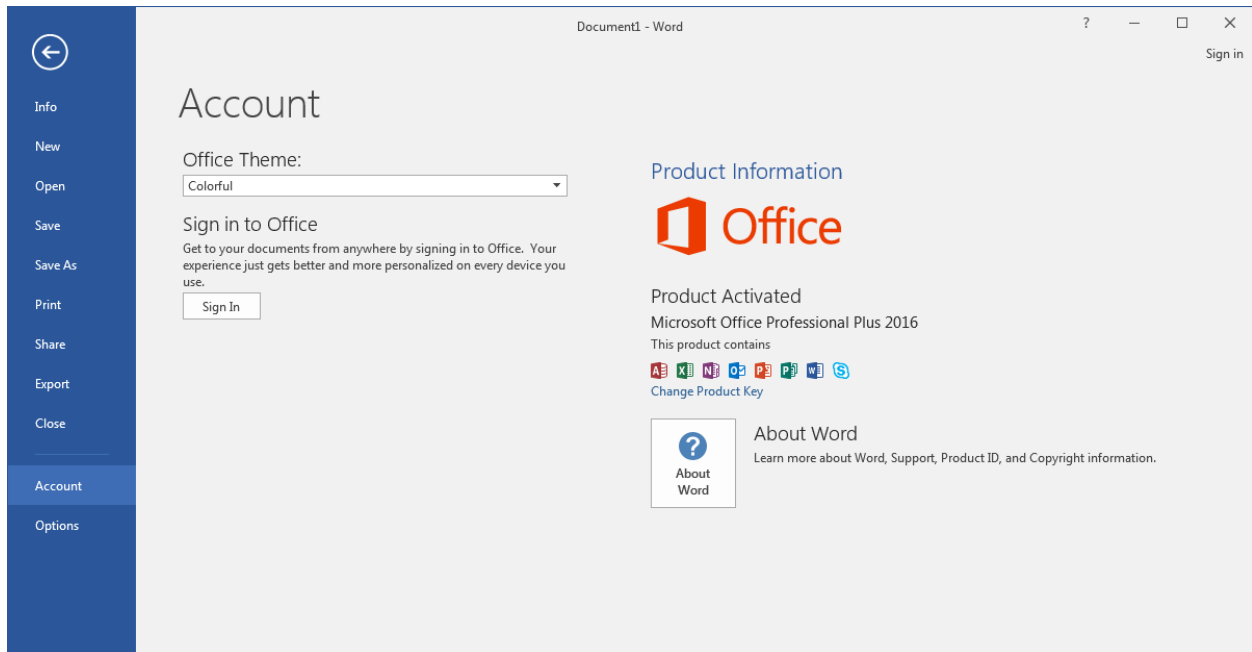 Document1 - Word
?
Sign in
Info
New
Open
Save
Save As
Print
Share
Export
Close
Account
Options
Account
Office Theme:
Colorful
Sign in to Office
Get to your documents from anywhere by signing in to Office. Your
experience just gets better and more personalized on every device you
use.
Sign In
Product Information
Office
Product Activated
Microsoft Office Professional Plus 2016
This product contains
A X N O P P W S
Change Product Key
?
About
Word
About Word
Learn more about Word, Support, Product ID, and Copyright information.